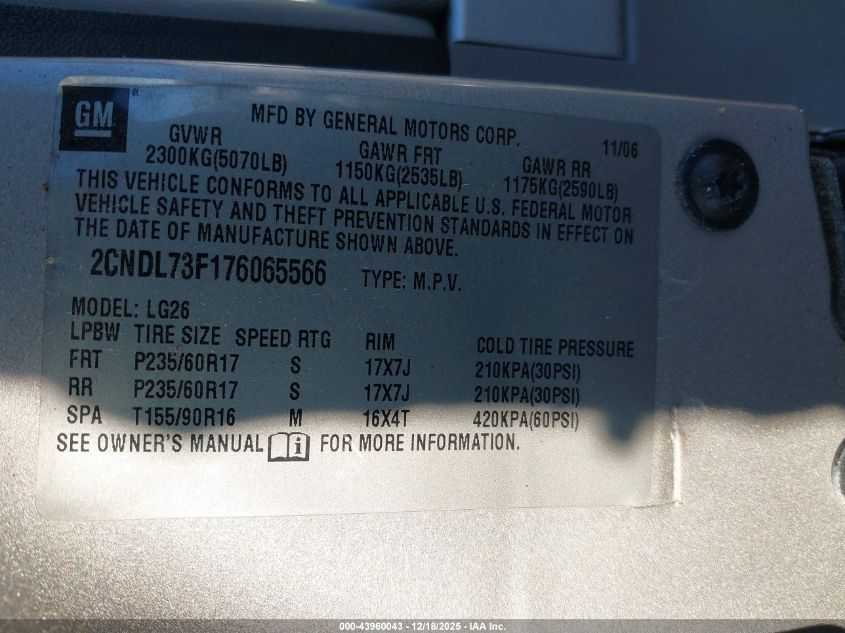 GM
MFD BY GENERAL MOTORS CORP. 11/06
GVWR GAWR FRT GAWR RR
2300KG(5070LB) 1150KG(2535LB) 1175KG(2590LB)
THIS VEHICLE CONFORMS TO ALL APPLICABLE U.S. FEDERAL MOTOR
VEHICLE SAFETY AND THEFT PREVENTION STANDARDS IN EFFECT ON
THE DATE OF MANUFACTURE SHOWN ABOVE.
2CNDL73F176065566 TYPE: M.P.V.
MODEL: LG26
LPBW TIRE SIZE SPEED RTG RIM COLD TIRE PRESSURE
FRT P235/60R17 S 17X7J 210KPA(30PSI)
RR P235/60R17 S 17X7J 210KPA(30PSI)
SPA T155/90R16 M 16X4T 420KPA(60PSI)
SEE OWNER'S MANUAL i FOR MORE INFORMATION.
000-43960043 / 12/18/2025 - IAA Inc.